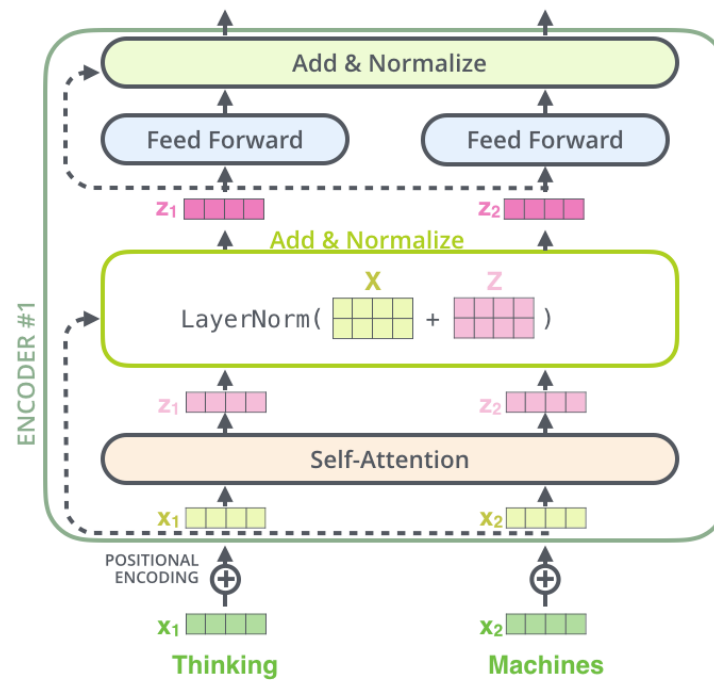 Add & Normalize
Feed Forward Feed Forward
z1 z2
Add & Normalize
X Z
LayerNorm( + )
ENCODER #1
z1 z2
Self-Attention
x1 x2
POSITIONAL
ENCODING
x1 x2
Thinking Machines